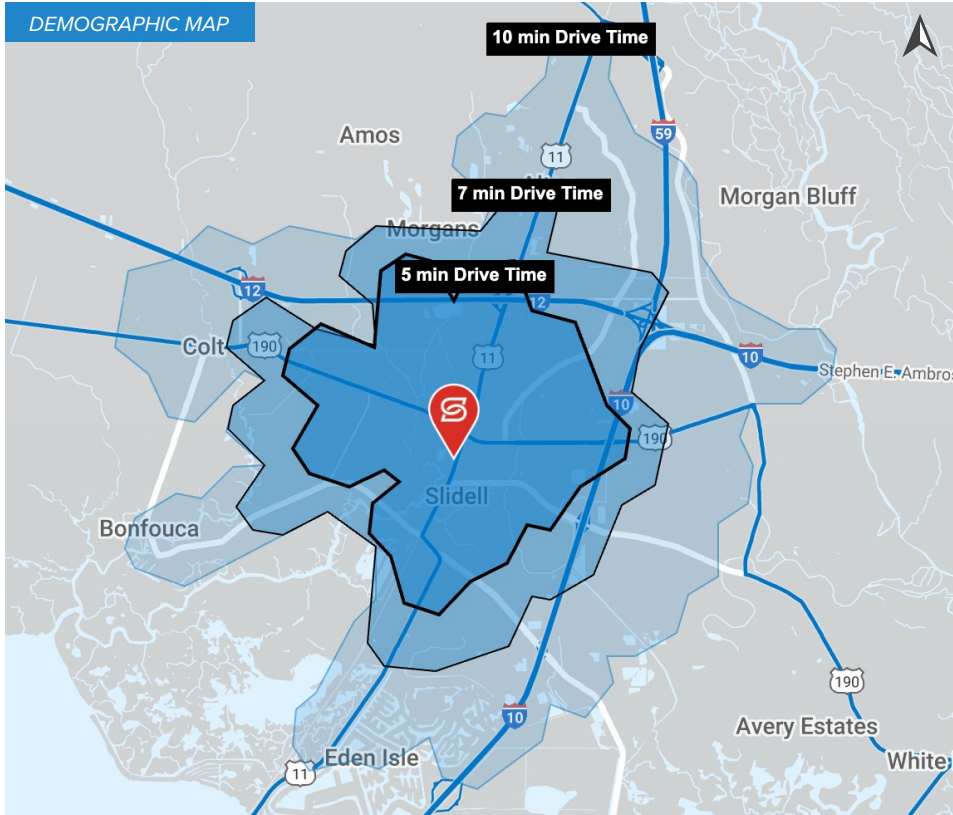 DEMOGRAPHIC MAP
10 min Drive Time
Amos
59
11
7 min Drive Time
Morgan Bluff
Morgans
5 min Drive Time
12
12
Colt
190
11
10
Stephen E. Ambros
10
190
Slidell
Bonfouca
190
10
Avery Estates
Eden Isle
White
11